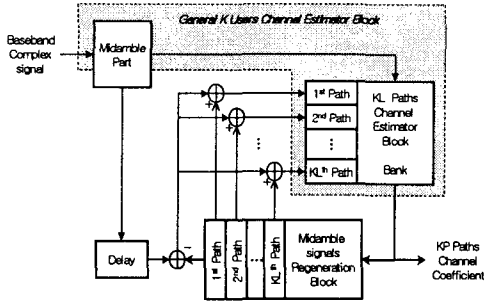 General K Users Channel Estimator Block
Baseband
Complex
signal
Midamble
Part
1st Path
2nd Path
⋮
KLth Path
KL Paths
Channel
Estimator
Block
Bank
+
+
...
+
Delay
-
1st Path
2nd Path
...
KLth Path
Midamble
signals
Regeneration
Block
KP Paths
Channel
Coefficient